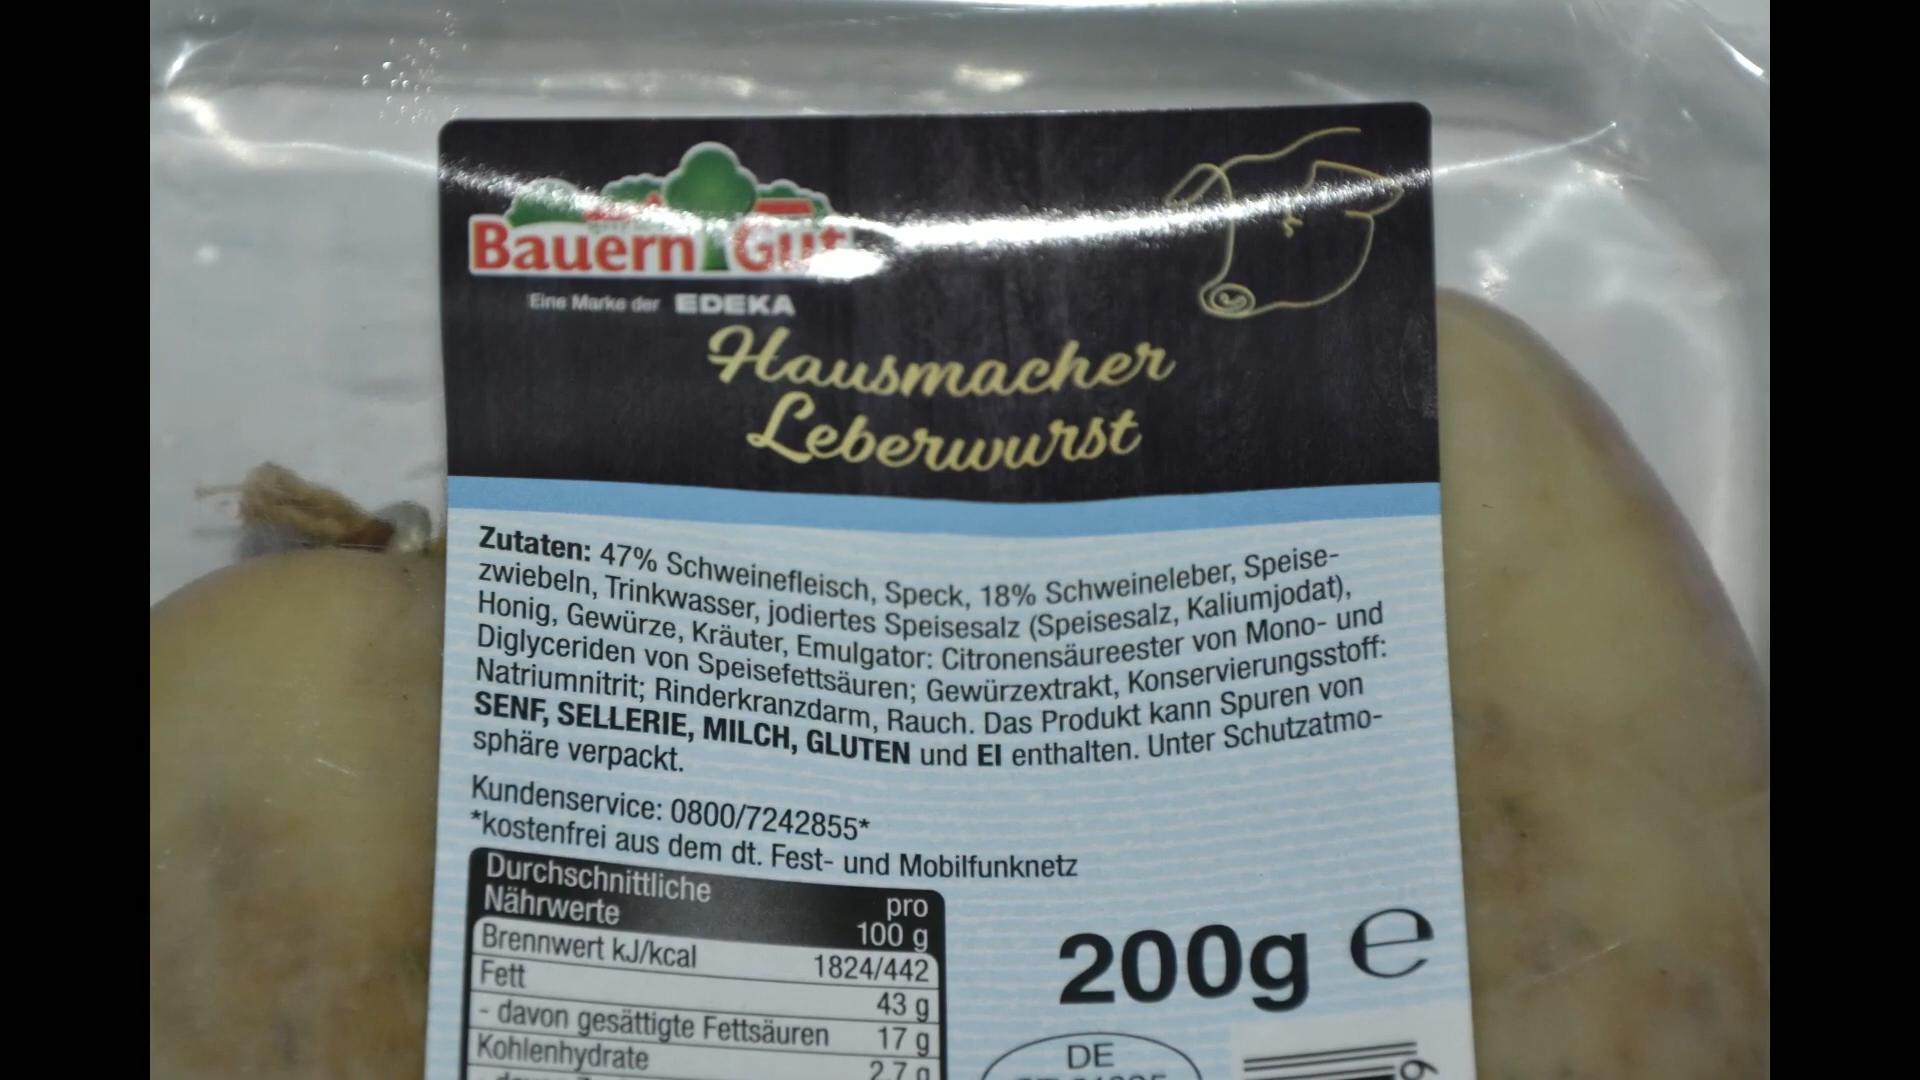 Bauern Gut
Eine Marke der EDEKA
Hausmacher
Leberwurst
Zutaten: 47% Schweinefleisch, Speck, 18% Schweineleber, Speise-
zwiebeln, Trinkwasser, jodiertes Speisesalz (Speisesalz, Kaliumjodat),
Honig, Gewürze, Kräuter, Emulgator: Citronensäureester von Mono- und
Diglyceriden von Speisefettsäuren; Gewürzextrakt, Konservierungsstoff:
Natriumnitrit; Rinderkranzdarm, Rauch. Das Produkt kann Spuren von
SENF, SELLERIE, MILCH, GLUTEN und EI enthalten. Unter Schutzatmo-
sphäre verpackt.
Kundenservice: 0800/7242855*
*kostenfrei aus dem dt. Fest- und Mobilfunknetz
Durchschnittliche
Nährwerte pro
100 g
Brennwert kJ/kcal 1824/442
Fett 43 g
- davon gesättigte Fettsäuren 17 g
Kohlenhydrate 2,7 g
200g e
DE